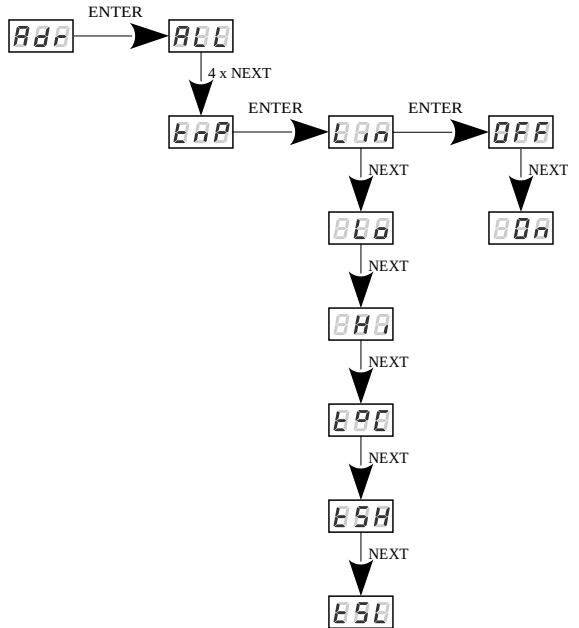 ENTER
Adr
ALL
4 x NEXT
ENTER
ENTER
tnP
Lin
OFF
NEXT
NEXT
Lo
On
NEXT
Hi
NEXT
t°C
NEXT
tSH
NEXT
tSL